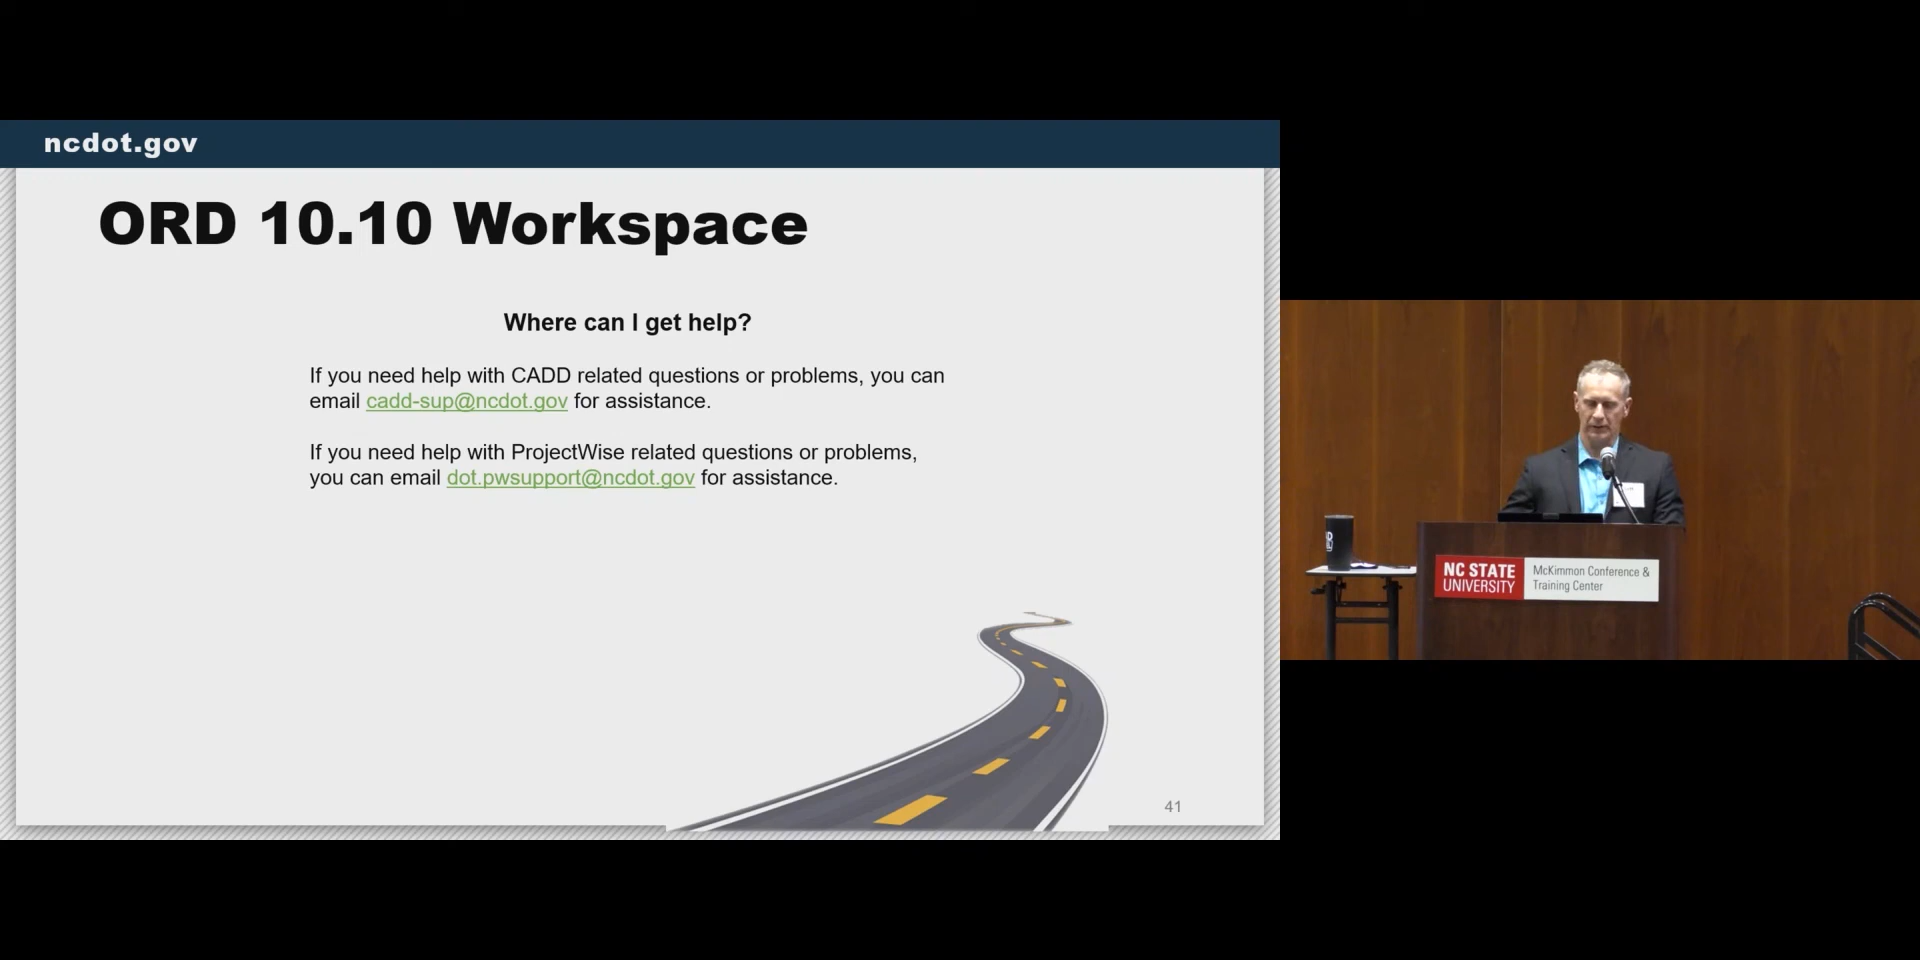 ncdot.gov
ORD 10.10 Workspace
Where can I get help?
If you need help with CADD related questions or problems, you can
email cadd-sup@ncdot.gov for assistance.
If you need help with ProjectWise related questions or problems,
you can email dot.pwsupport@ncdot.gov for assistance.
41
NC STATE
UNIVERSITY
McKimmon Conference &
Training Center